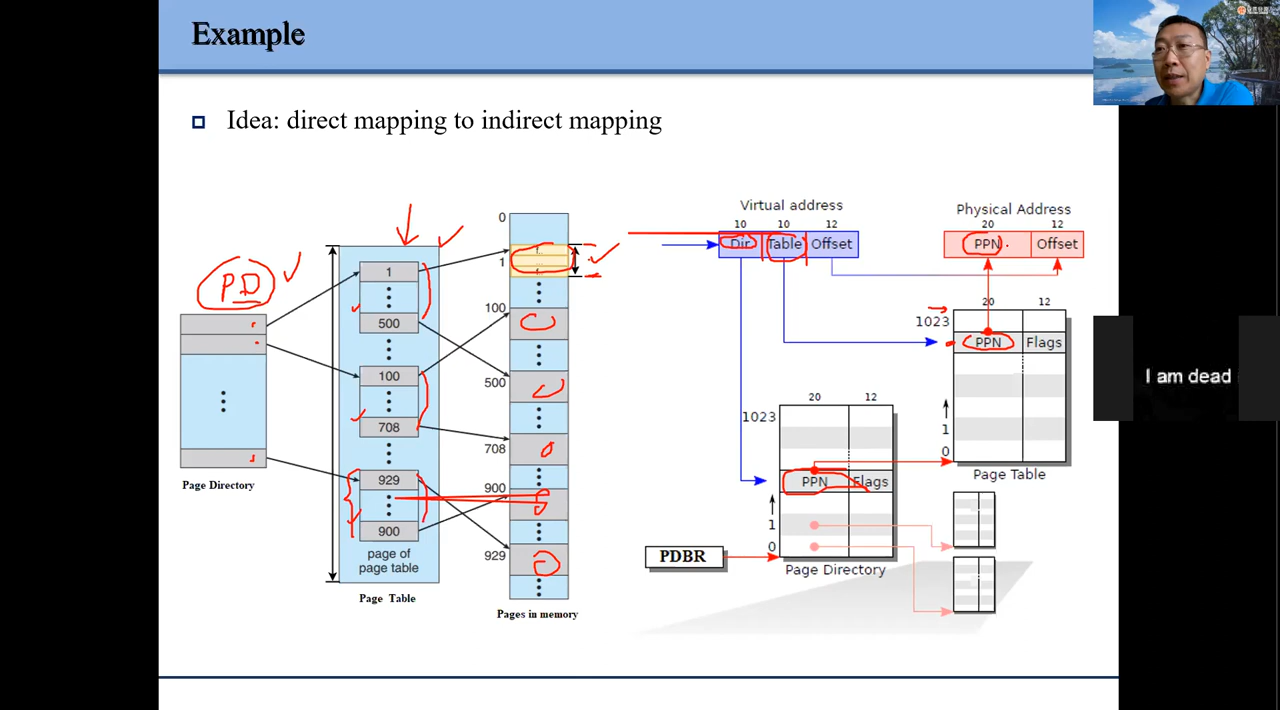 Example
Idea: direct mapping to indirect mapping
PD
1
500
100
708
929
900
page of
page table
Page Directory
Page Table
0
1
100
500
708
900
929
Pages in memory
Virtual address
10 10 12
Dir Table Offset
Physical Address
20 12
PPN Offset
20 12
1023
PPN Flags
1
0
Page Table
20 12
1023
PPN Flags
1
0
Page Directory
PDBR
I am dead